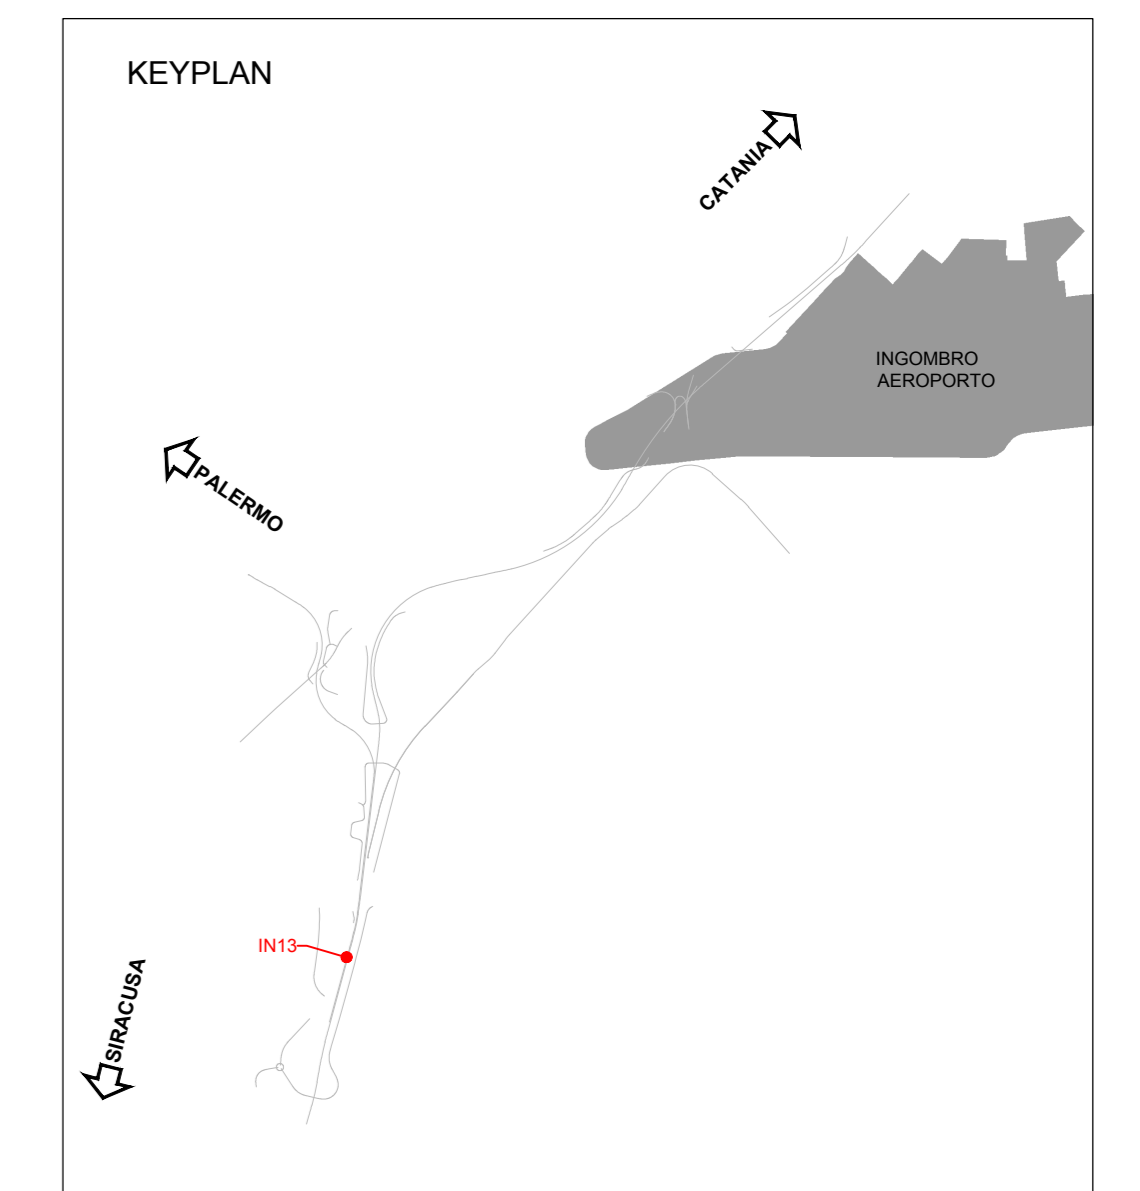 KEYPLAN
CATANIA
INGOMBRO
AEROPORTO
PALERMO
IN13
SIRACUSA